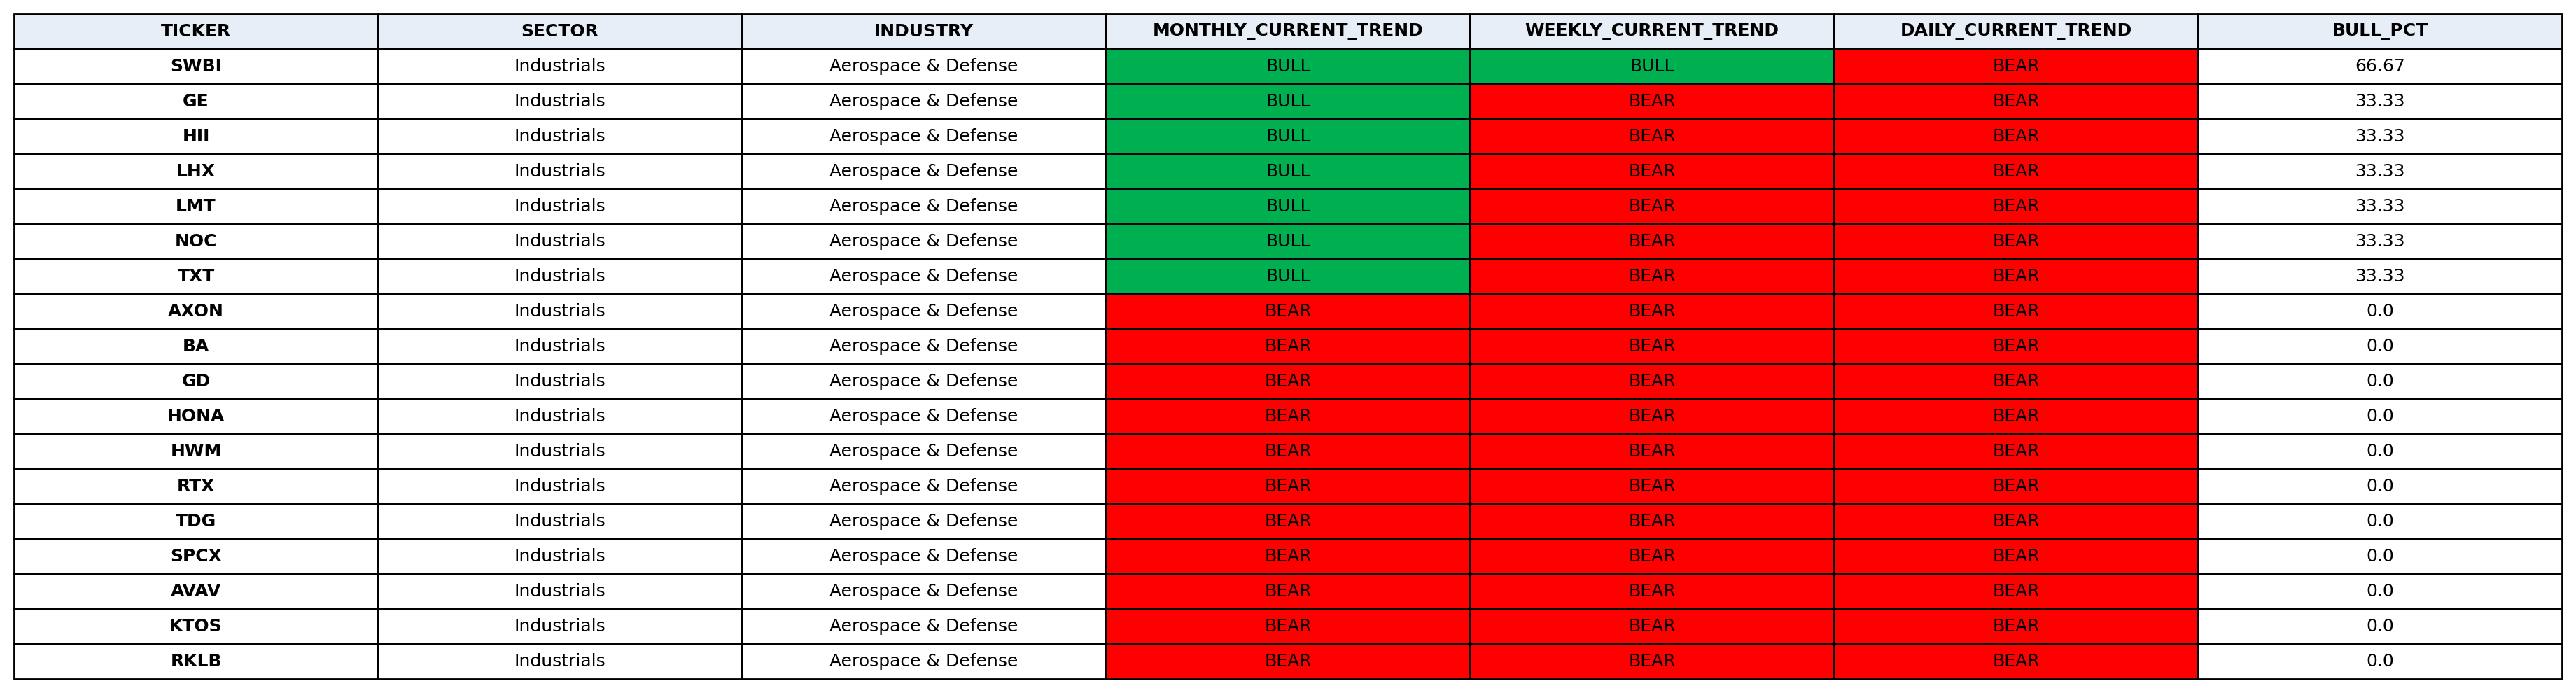 TICKER SECTOR INDUSTRY MONTHLY_CURRENT_TREND WEEKLY_CURRENT_TREND DAILY_CURRENT_TREND BULL_PCT
SWBI Industrials Aerospace & Defense BULL BULL BEAR 66.67
GE Industrials Aerospace & Defense BULL BEAR BEAR 33.33
HII Industrials Aerospace & Defense BULL BEAR BEAR 33.33
LHX Industrials Aerospace & Defense BULL BEAR BEAR 33.33
LMT Industrials Aerospace & Defense BULL BEAR BEAR 33.33
NOC Industrials Aerospace & Defense BULL BEAR BEAR 33.33
TXT Industrials Aerospace & Defense BULL BEAR BEAR 33.33
AXON Industrials Aerospace & Defense BEAR BEAR BEAR 0.0
BA Industrials Aerospace & Defense BEAR BEAR BEAR 0.0
GD Industrials Aerospace & Defense BEAR BEAR BEAR 0.0
HONA Industrials Aerospace & Defense BEAR BEAR BEAR 0.0
HWM Industrials Aerospace & Defense BEAR BEAR BEAR 0.0
RTX Industrials Aerospace & Defense BEAR BEAR BEAR 0.0
TDG Industrials Aerospace & Defense BEAR BEAR BEAR 0.0
SPCX Industrials Aerospace & Defense BEAR BEAR BEAR 0.0
AVAV Industrials Aerospace & Defense BEAR BEAR BEAR 0.0
KTOS Industrials Aerospace & Defense BEAR BEAR BEAR 0.0
RKLB Industrials Aerospace & Defense BEAR BEAR BEAR 0.0